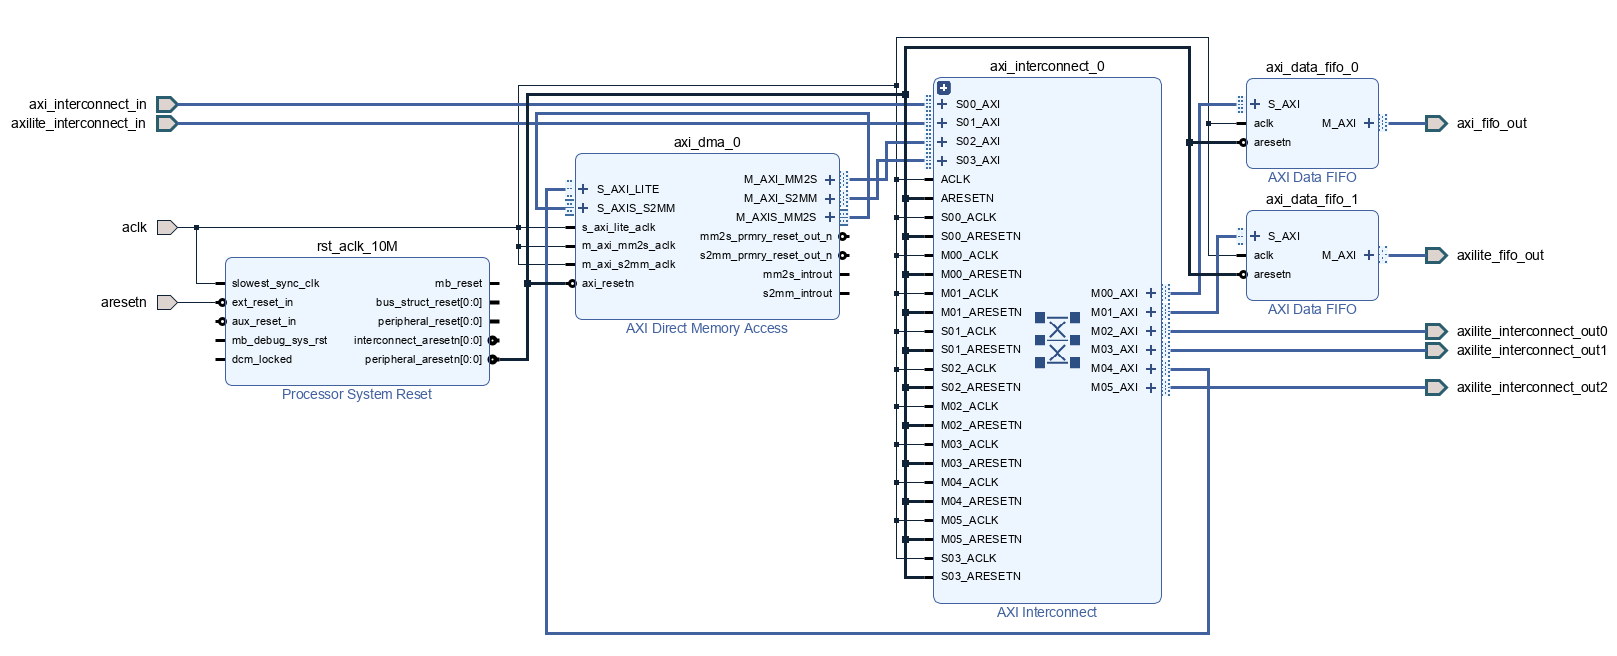 axi_interconnect_in
axilite_interconnect_in
aclk
aresetn
rst_aclk_10M
slowest_sync_clk
ext_reset_in
aux_reset_in
mb_debug_sys_rst
dcm_locked
mb_reset
bus_struct_reset[0:0]
peripheral_reset[0:0]
interconnect_aresetn[0:0]
peripheral_aresetn[0:0]
Processor System Reset
axi_dma_0
S_AXI_LITE
S_AXIS_S2MM
s_axi_lite_aclk
m_axi_mm2s_aclk
m_axi_s2mm_aclk
axi_resetn
M_AXI_MM2S
M_AXI_S2MM
M_AXIS_MM2S
mm2s_prmry_reset_out_n
s2mm_prmry_reset_out_n
mm2s_introut
s2mm_introut
AXI Direct Memory Access
axi_interconnect_0
S00_AXI
S01_AXI
S02_AXI
S03_AXI
ACLK
ARESETN
S00_ACLK
S00_ARESETN
M00_ACLK
M00_ARESETN
M01_ACLK
M01_ARESETN
S01_ACLK
S01_ARESETN
S02_ACLK
S02_ARESETN
M02_ACLK
M02_ARESETN
M03_ACLK
M03_ARESETN
M04_ACLK
M04_ARESETN
M05_ACLK
M05_ARESETN
S03_ACLK
S03_ARESETN
M00_AXI
M01_AXI
M02_AXI
M03_AXI
M04_AXI
M05_AXI
AXI Interconnect
axi_data_fifo_0
S_AXI
aclk
aresetn
M_AXI
AXI Data FIFO
axi_data_fifo_1
S_AXI
aclk
aresetn
M_AXI
AXI Data FIFO
axi_fifo_out
axilite_fifo_out
axilite_interconnect_out0
axilite_interconnect_out1
axilite_interconnect_out2